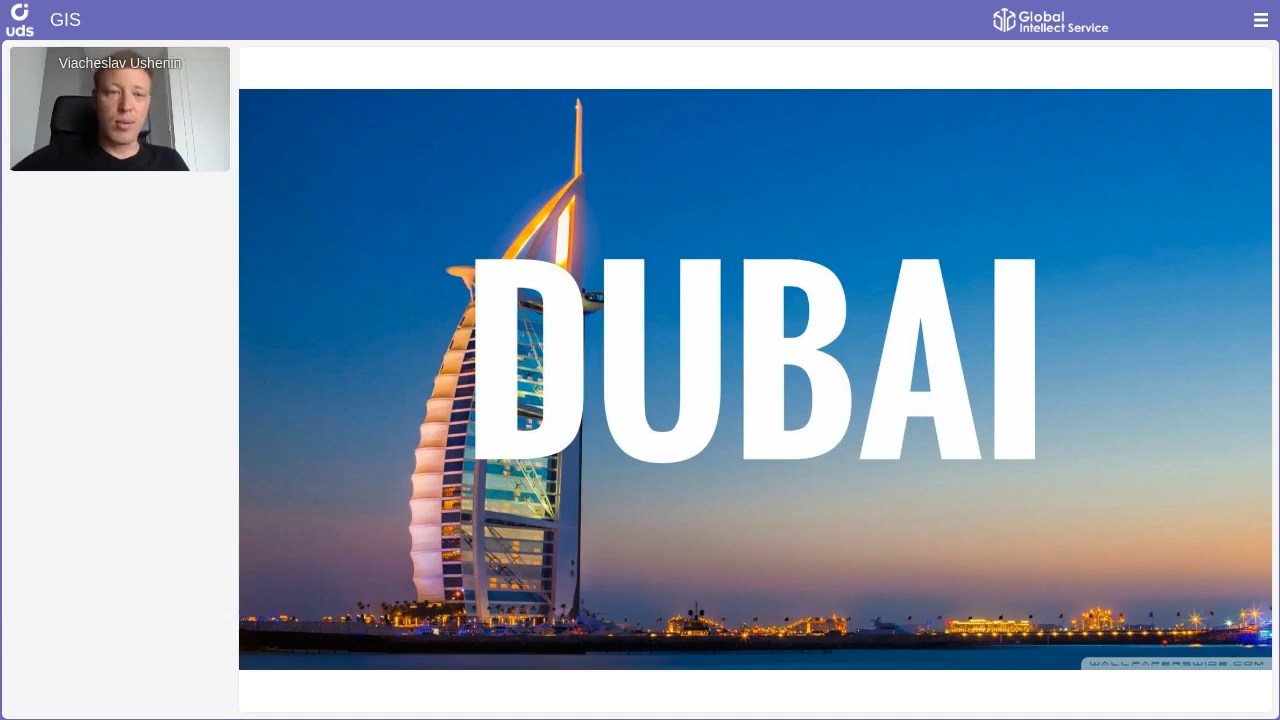 uds
GIS
Global
Intellect Service
Viacheslav Ushenin
DUBAI
WALLPAPERSWIDE.COM